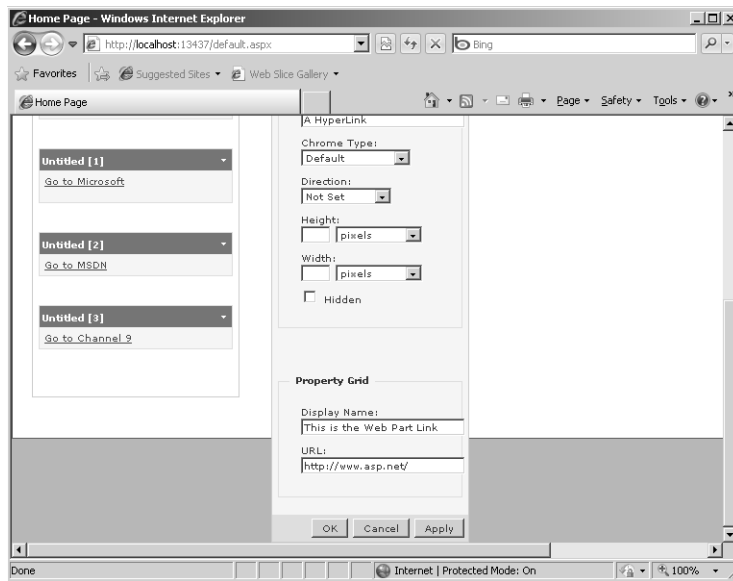 Home Page - Windows Internet Explorer
http://localhost:13437/default.aspx
Bing
Favorites
Suggested Sites
Web Slice Gallery
Home Page
Page
Safety
Tools
»
A HyperLink
Untitled [1]
Go to Microsoft
Untitled [2]
Go to MSDN
Untitled [3]
Go to Channel 9
Chrome Type:
Default
Direction:
Not Set
Height:
pixels
Width:
pixels
Hidden
Property Grid
Display Name:
This is the Web Part Link
URL:
http://www.asp.net/
OK
Cancel
Apply
Done
Internet | Protected Mode: On
100%